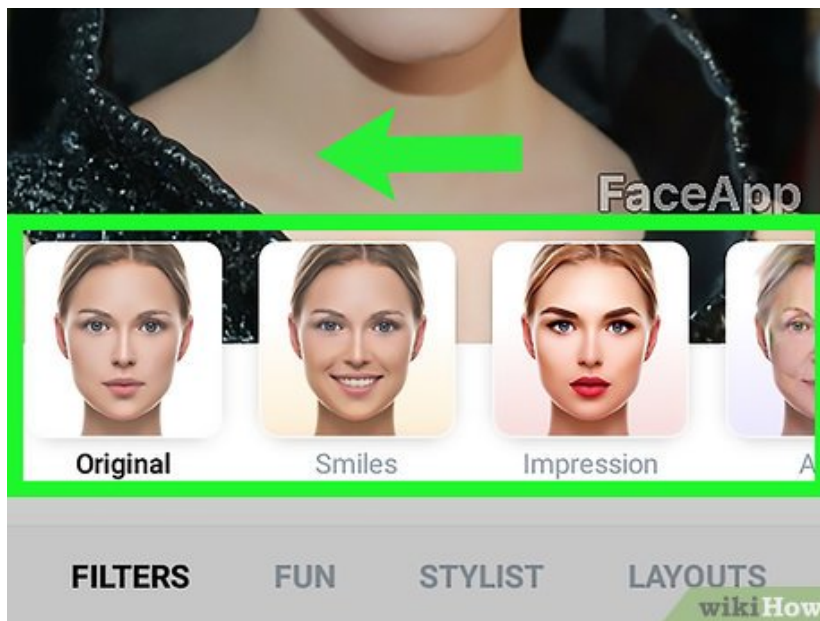 FaceApp
Original Smiles Impression A
FILTERS FUN STYLIST LAYOUTS
wikiHow